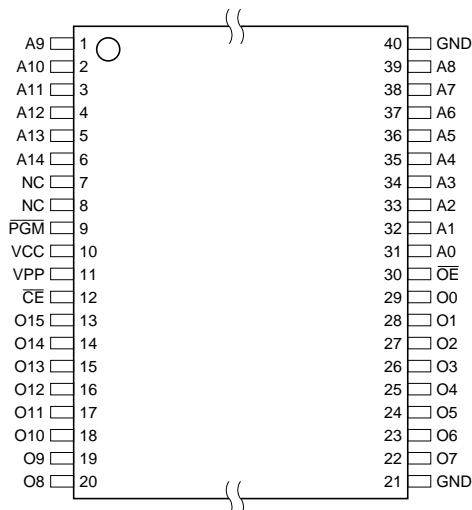 A9 1 40 GND
A10 2 39 A8
A11 3 38 A7
A12 4 37 A6
A13 5 36 A5
A14 6 35 A4
NC 7 34 A3
NC 8 33 A2
P̅G̅M̅ 9 32 A1
VCC 10 31 A0
VPP 11 30 O̅E̅
C̅E̅ 12 29 O0
O15 13 28 O1
O14 14 27 O2
O13 15 26 O3
O12 16 25 O4
O11 17 24 O5
O10 18 23 O6
O9 19 22 O7
O8 20 21 GND